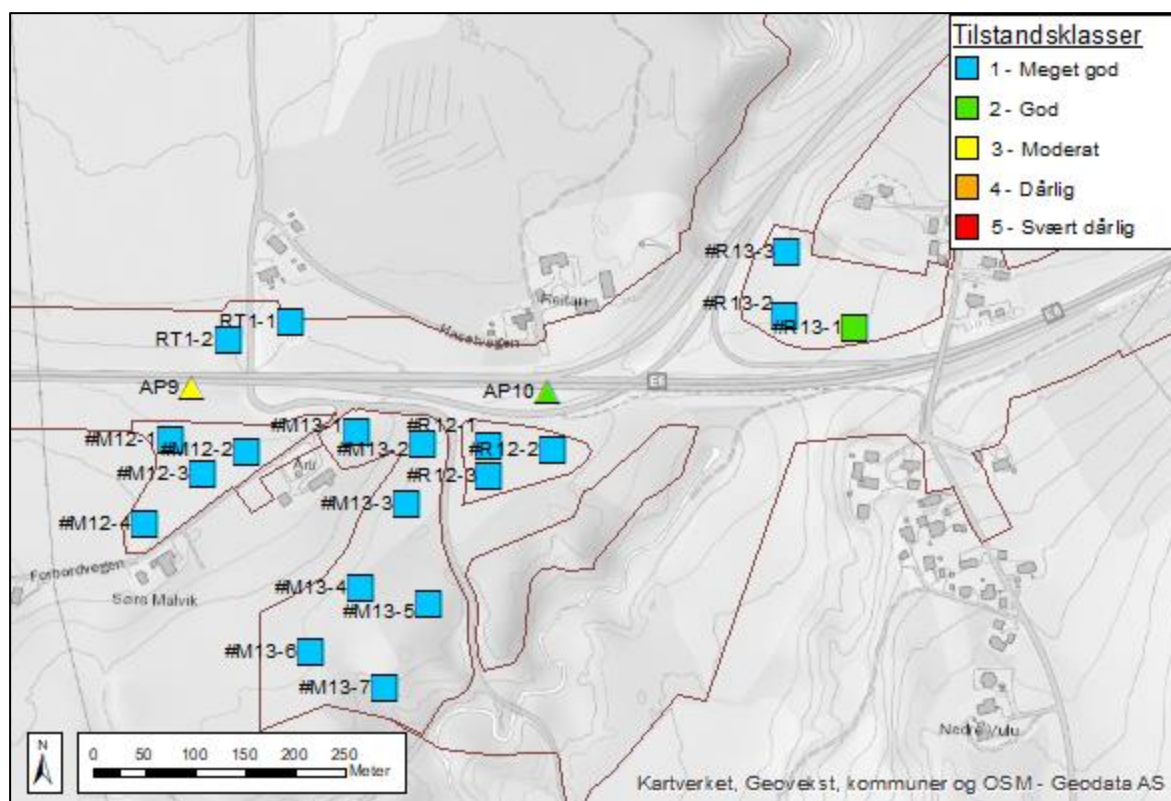 Tilstandsklasser
1 - Meget god
2 - God
3 - Moderat
4 - Dårlig
5 - Svært dårlig
#R13-3
#R13-2
#R13-1
RT1-1
RT1-2
Reitan
AP9
AP10
E6
E6
#M12-1
#M12-2
#M12-3
#M12-4
#M13-1
#M13-2
#R12-1
#R12-2
#R12-3
#M13-3
#M13-4
#M13-5
#M13-6
#M13-7
Forbordvegen
Søre Malvik
Nedre Vulu
N
0 50 100 150 200 250
Meter
Kartverket, Geovekst, kommuner og OSM - Geodata AS